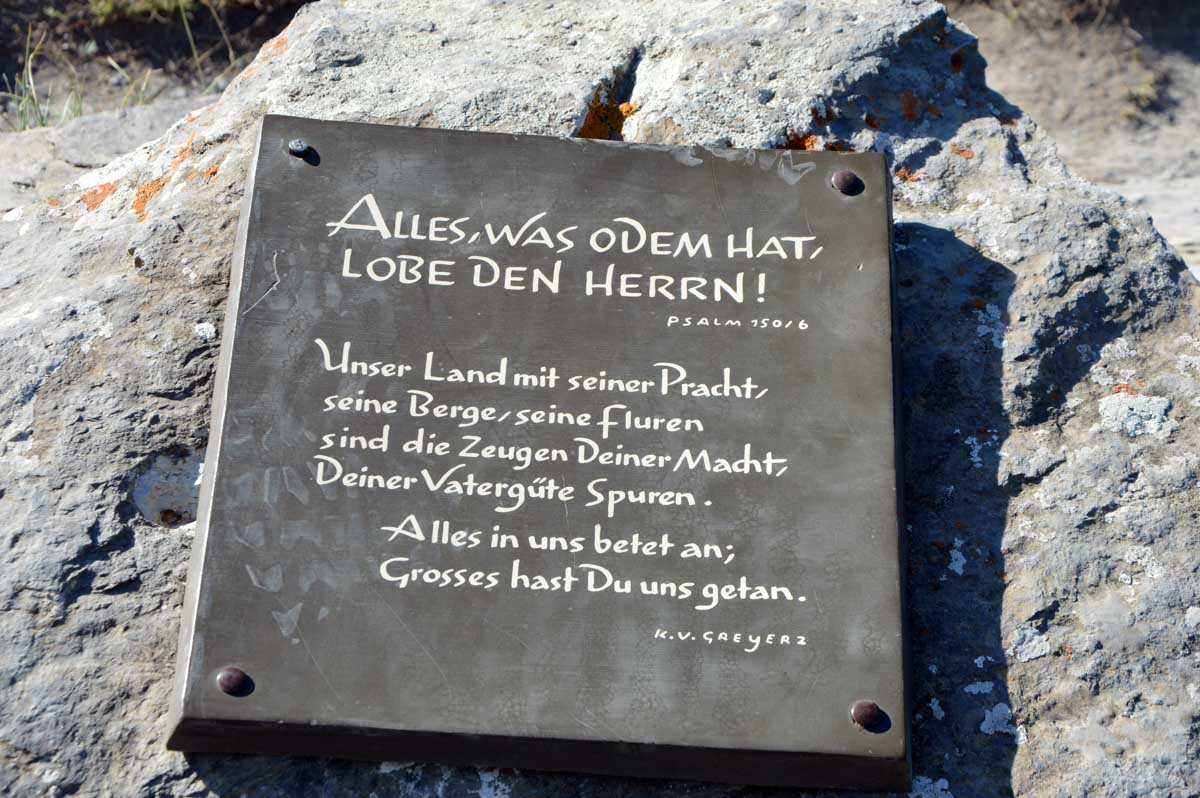 ALLES, WAS ODEM HAT,
LOBE DEN HERRN!
PSALM 150/6
Unser Land mit seiner Pracht,
seine Berge, seine Fluren
sind die Zeugen Deiner Macht,
Deiner Vatergüte Spuren.
Alles in uns betet an;
Grosses hast Du uns getan.
K.V. GREYERZ